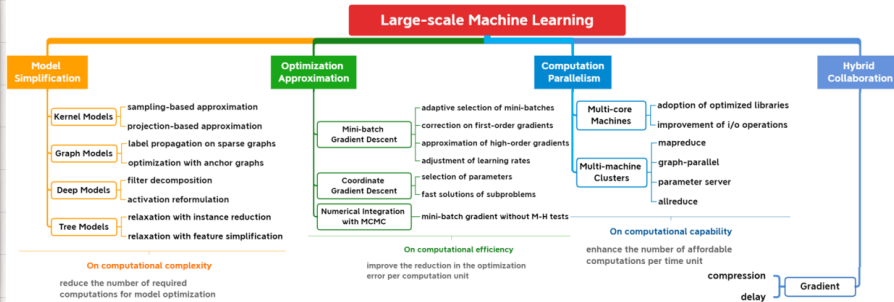 Large-scale Machine Learning
Model
Simplification
Kernel Models
sampling-based approximation
projection-based approximation
Graph Models
label propagation on sparse graphs
optimization with anchor graphs
Deep Models
filter decomposition
activation reformulation
Tree Models
relaxation with instance reduction
relaxation with feature simplification
On computational complexity
reduce the number of required
computations for model optimization
Optimization
Approximation
Mini-batch
Gradient Descent
adaptive selection of mini-batches
correction on first-order gradients
approximation of high-order gradients
adjustment of learning rates
Coordinate
Gradient Descent
selection of parameters
fast solutions of subproblems
Numerical Integration
with MCMC
mini-batch gradient without M-H tests
On computational efficiency
improve the reduction in the optimization
error per computation unit
Computation
Parallelism
Multi-core
Machines
adoption of optimized libraries
improvement of i/o operations
Multi-machine
Clusters
mapreduce
graph-parallel
parameter server
allreduce
On computational capability
enhance the number of affordable
computations per time unit
Hybrid
Collaboration
Gradient
compression
delay